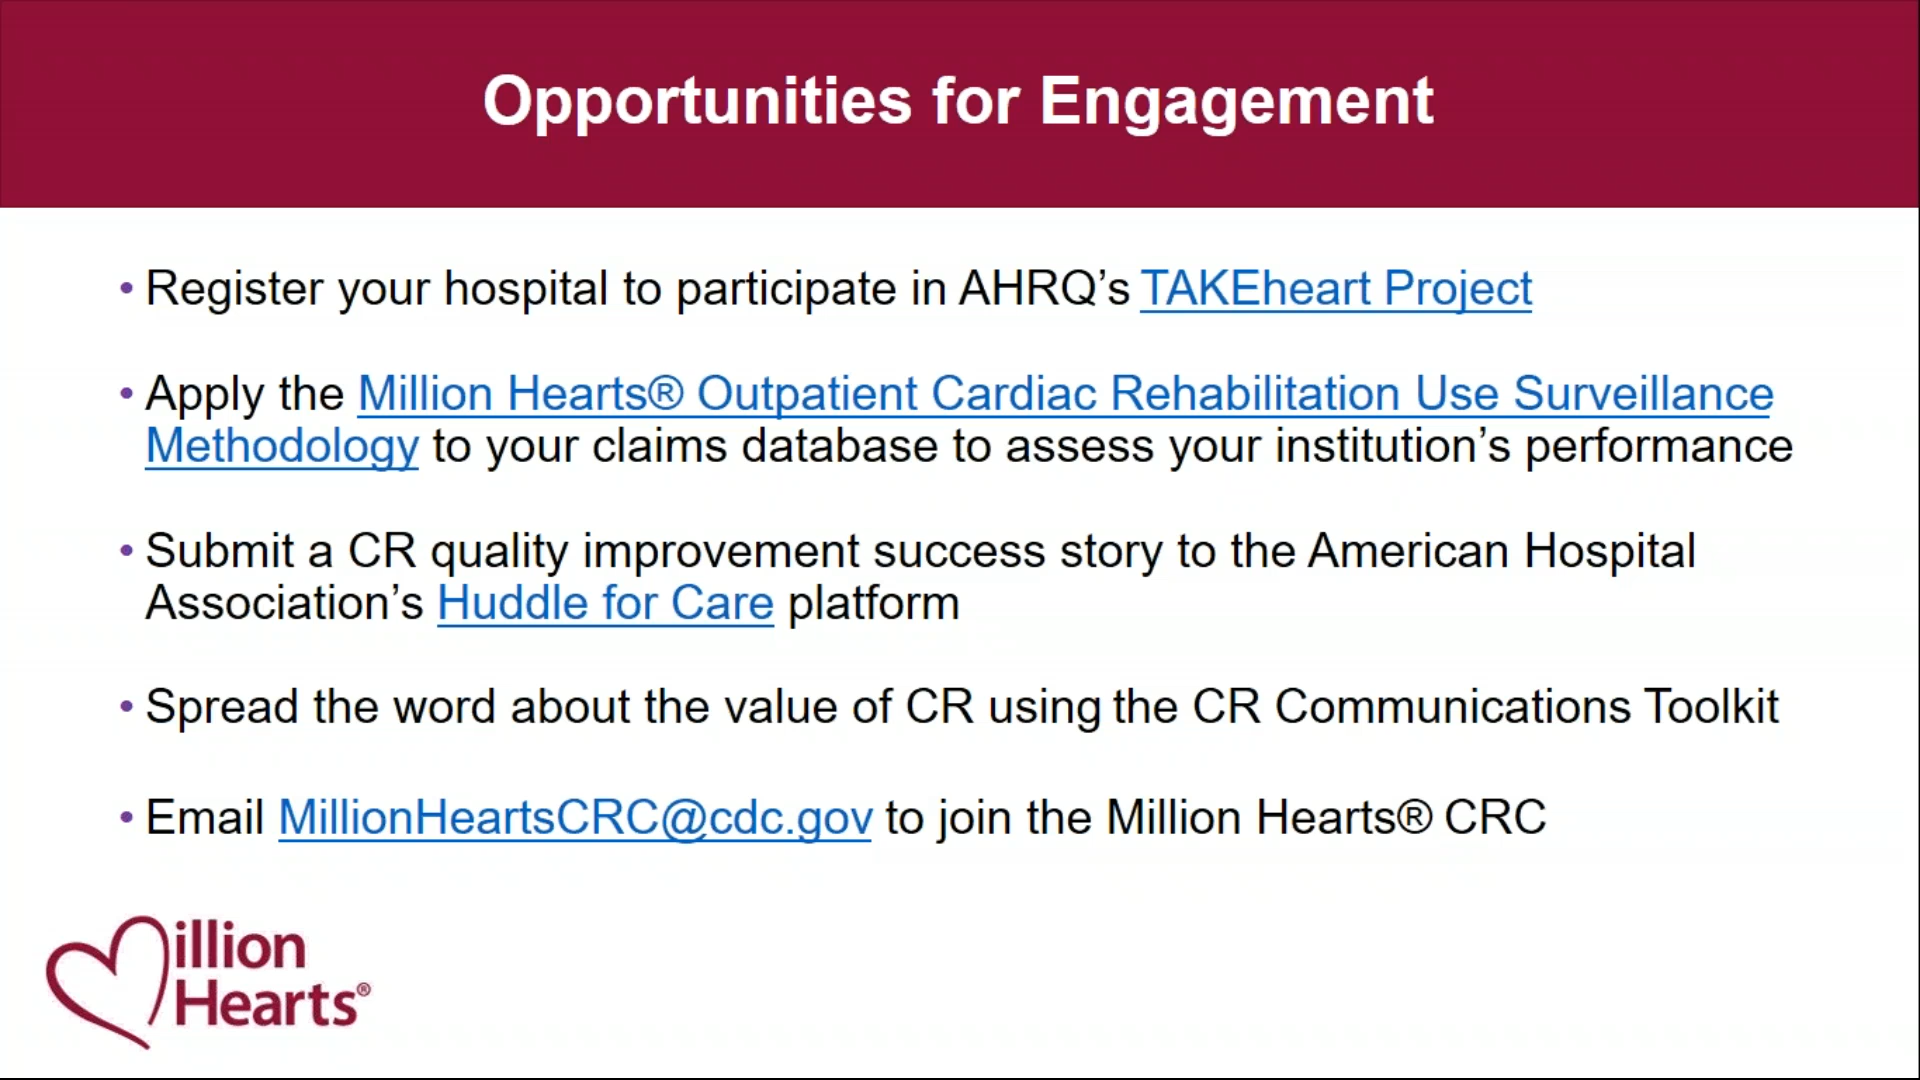 Opportunities for Engagement
• Register your hospital to participate in AHRQ’s TAKEheart Project
• Apply the Million Hearts® Outpatient Cardiac Rehabilitation Use Surveillance
Methodology to your claims database to assess your institution’s performance
• Submit a CR quality improvement success story to the American Hospital
Association’s Huddle for Care platform
• Spread the word about the value of CR using the CR Communications Toolkit
• Email MillionHeartsCRC@cdc.gov to join the Million Hearts® CRC
Million
Hearts®